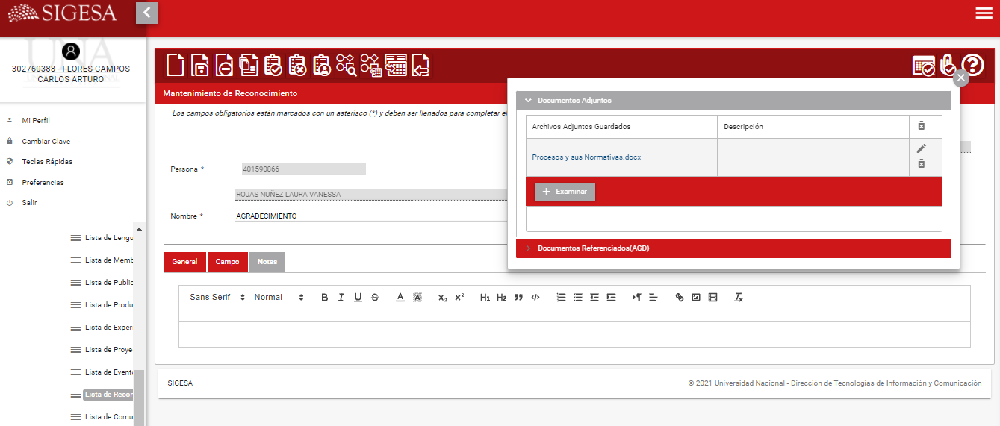 SIGESA
UNA
302760388 - FLORES CAMPOS
CARLOS ARTURO
Mi Perfil
Cambiar Clave
Teclas Rápidas
Preferencias
Salir
Lista de Lengu
Lista de Memb
Lista de Public
Lista de Produ
Lista de Exper
Lista de Proye
Lista de Evento
Lista de Recor
Lista de Comu
Mantenimiento de Reconocimiento
Los campos obligatorios están marcados con un asterisco (*) y deben ser llenados para completar el
Persona *
401590866
ROJAS NUÑEZ LAURA VANESSA
Nombre *
AGRADECIMIENTO
Documentos Adjuntos
Archivos Adjuntos Guardados
Descripción
Procesos y sus Normativas.docx
Examinar
Documentos Referenciados(AGD)
General
Campo
Notas
Sans Serif
Normal
SIGESA
© 2021 Universidad Nacional - Dirección de Tecnologías de Información y Comunicación